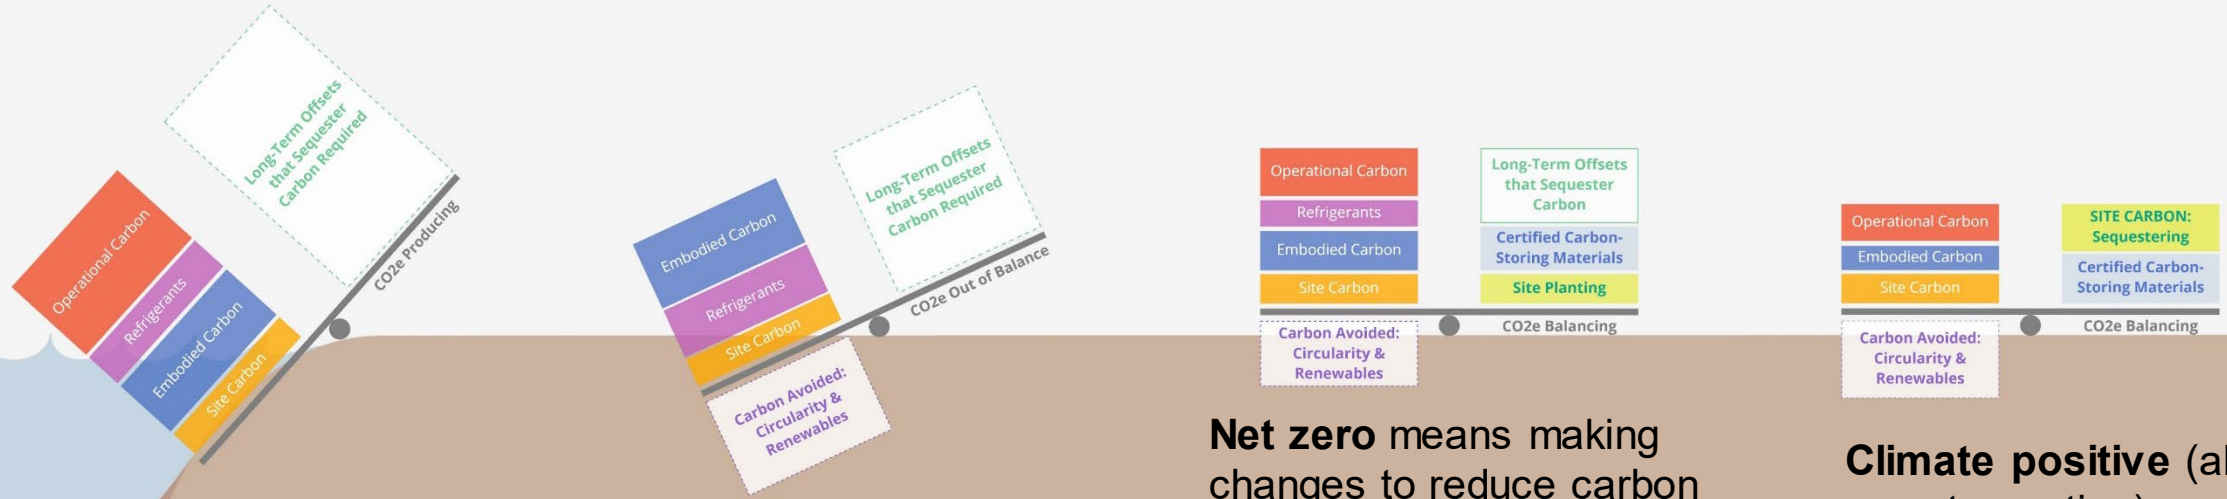 Operational Carbon
Refrigerants
Embodied Carbon
Site Carbon
Long-Term Offsets
that Sequester
Carbon Required
CO2e Producing
Embodied Carbon
Refrigerants
Site Carbon
Long-Term Offsets
that Sequester
Carbon Required
CO2e Out of Balance
Carbon Avoided:
Circularity &
Renewables
Operational Carbon
Refrigerants
Embodied Carbon
Site Carbon
Long-Term Offsets
that Sequester
Carbon
Certified Carbon-
Storing Materials
Site Planting
CO2e Balancing
Carbon Avoided:
Circularity &
Renewables
Net zero means making
changes to reduce carbon
Operational Carbon
Embodied Carbon
Site Carbon
SITE CARBON:
Sequestering
Certified Carbon-
Storing Materials
CO2e Balancing
Carbon Avoided:
Circularity &
Renewables
Climate positive